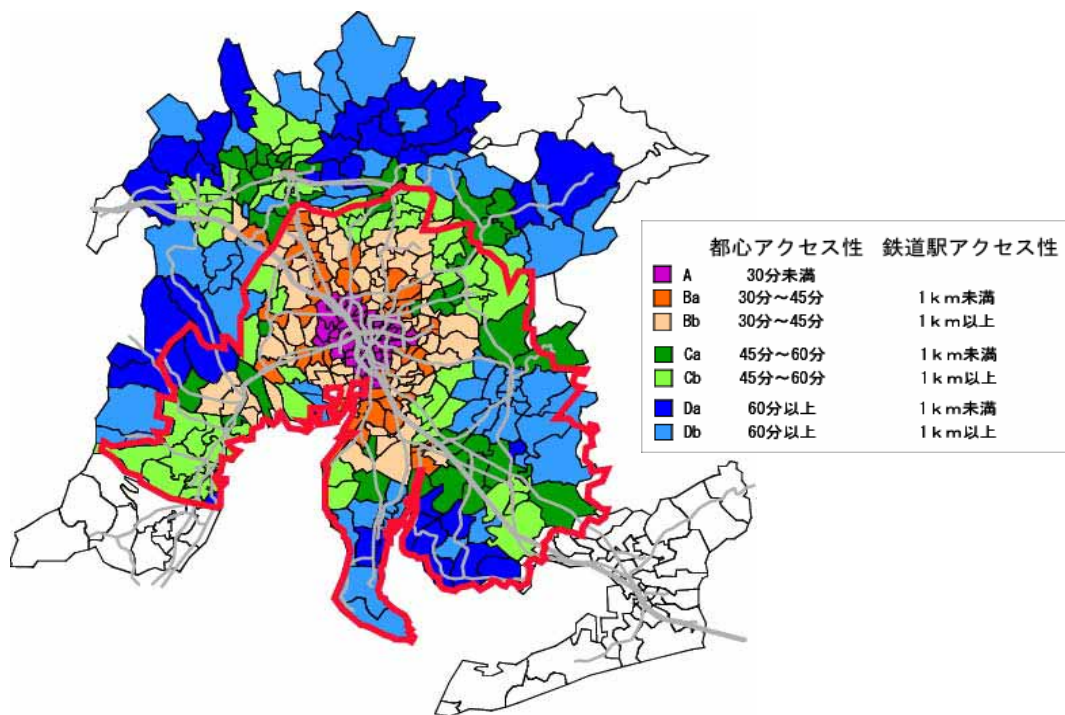 都心アクセス性 鉄道駅アクセス性
A 30分未満
Ba 30分～45分 1km未満
Bb 30分～45分 1km以上
Ca 45分～60分 1km未満
Cb 45分～60分 1km以上
Da 60分以上 1km未満
Db 60分以上 1km以上